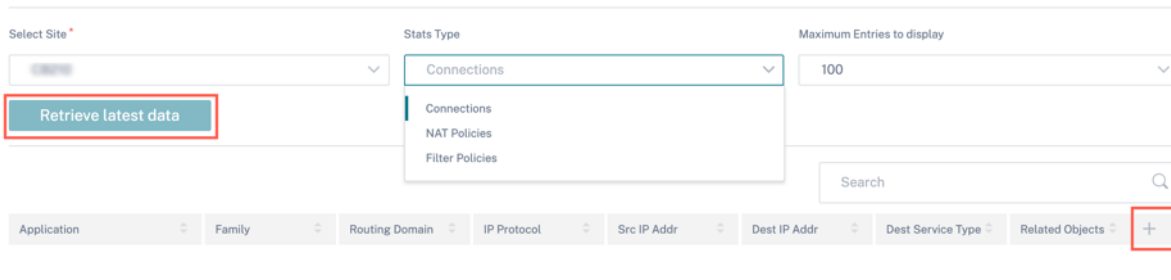 Select Site * Stats Type Maximum Entries to display
Connections 100
Retrieve latest data
Connections
NAT Policies
Filter Policies
Search
Application Family Routing Domain IP Protocol Src IP Addr Dest IP Addr Dest Service Type Related Objects +